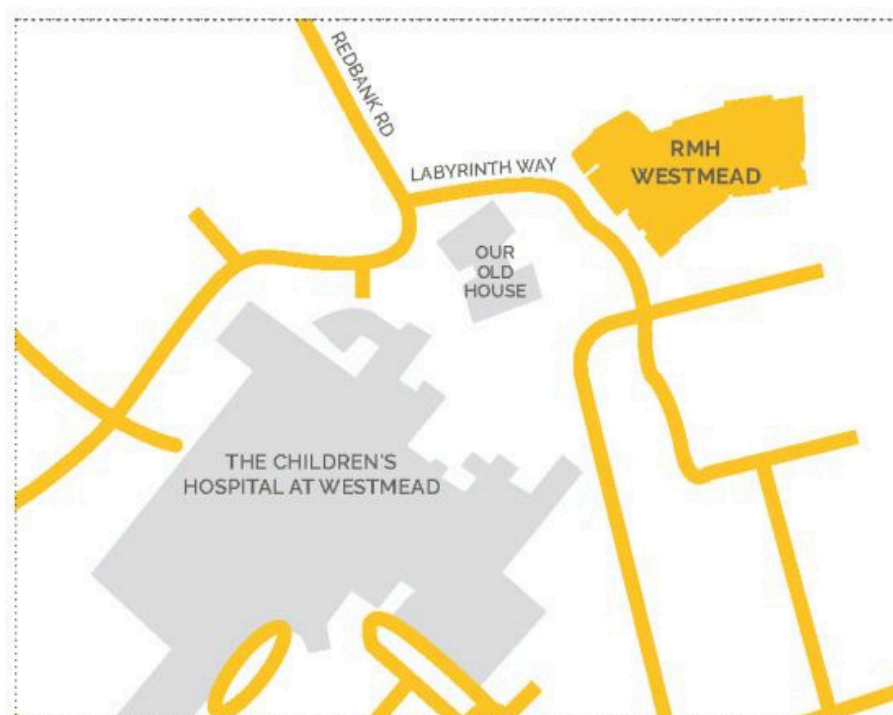 REDBANK RD
LABYRINTH WAY
RMH
WESTMEAD
OUR
OLD
HOUSE
THE CHILDREN'S
HOSPITAL AT WESTMEAD